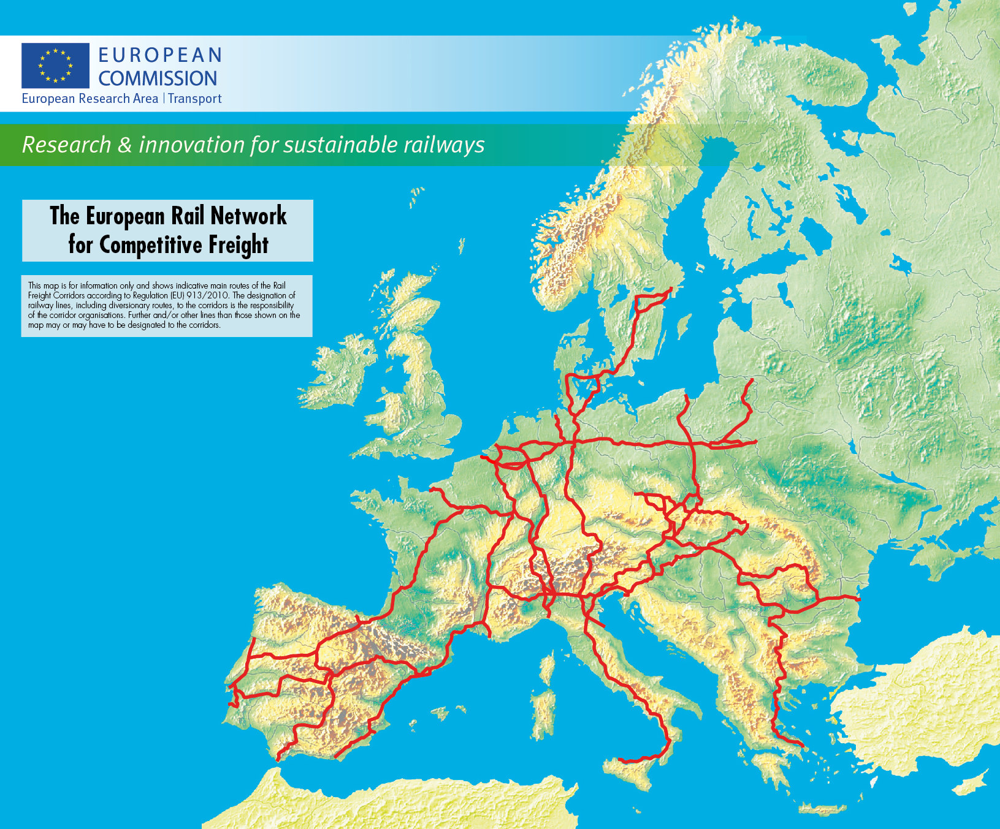 EUROPEAN
COMMISSION
European Research Area | Transport
Research & innovation for sustainable railways
The European Rail Network
for Competitive Freight
This map is for information only and shows indicative main routes of the Rail
Freight Corridors according to Regulation (EU) 913/2010. The designation of
railway lines, including diversionary routes, to the corridors is the responsibility
of the corridor organisations. Further and/or other lines than those shown on the
map may or may have to be designated to the corridors.